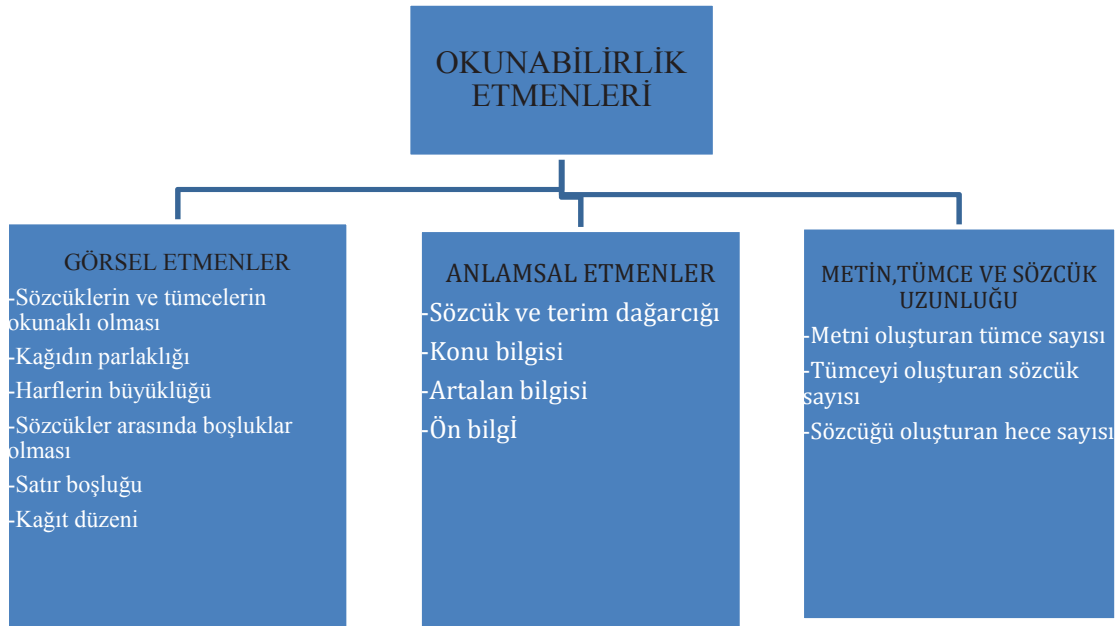 OKUNABİLİRLİK
ETMENLERİ
GÖRSEL ETMENLER
-Sözcüklerin ve tümcelerin
okunaklı olması
-Kağıdın parlaklığı
-Harflerin büyüklüğü
-Sözcükler arasında boşluklar
olması
-Satır boşluğu
-Kağıt düzeni
ANLAMSAL ETMENLER
-Sözcük ve terim dağarcığı
-Konu bilgisi
-Artalan bilgisi
-Ön bilgİ
METİN,TÜMCE VE SÖZCÜK
UZUNLUĞU
-Metni oluşturan tümce sayısı
-Tümceyi oluşturan sözcük
sayısı
-Sözcüğü oluşturan hece sayısı